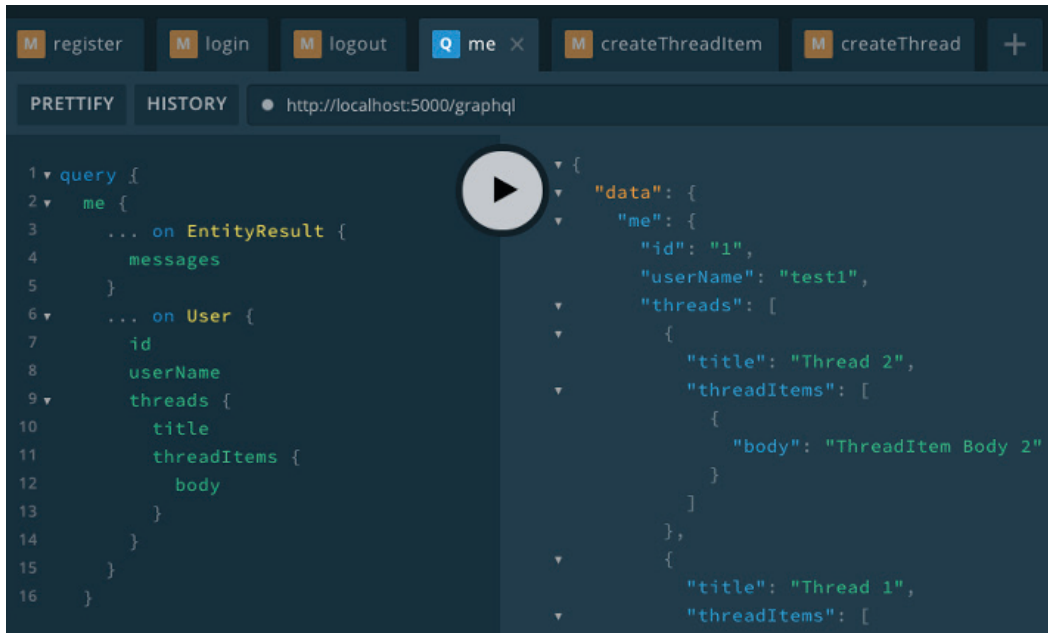 M register M login M logout Q me × M createThreadItem M createThread +
PRETTIFY HISTORY http://localhost:5000/graphql
1 query {
2 me {
3 ... on EntityResult {
4 messages
5 }
6 ... on User {
7 id
8 userName
9 threads {
10 title
11 threadItems {
12 body
13 }
14 }
15 }
16 }
{
"data": {
"me": {
"id": "1",
"userName": "test1",
"threads": [
{
"title": "Thread 2",
"threadItems": [
{
"body": "ThreadItem Body 2"
}
]
},
{
"title": "Thread 1",
"threadItems": [